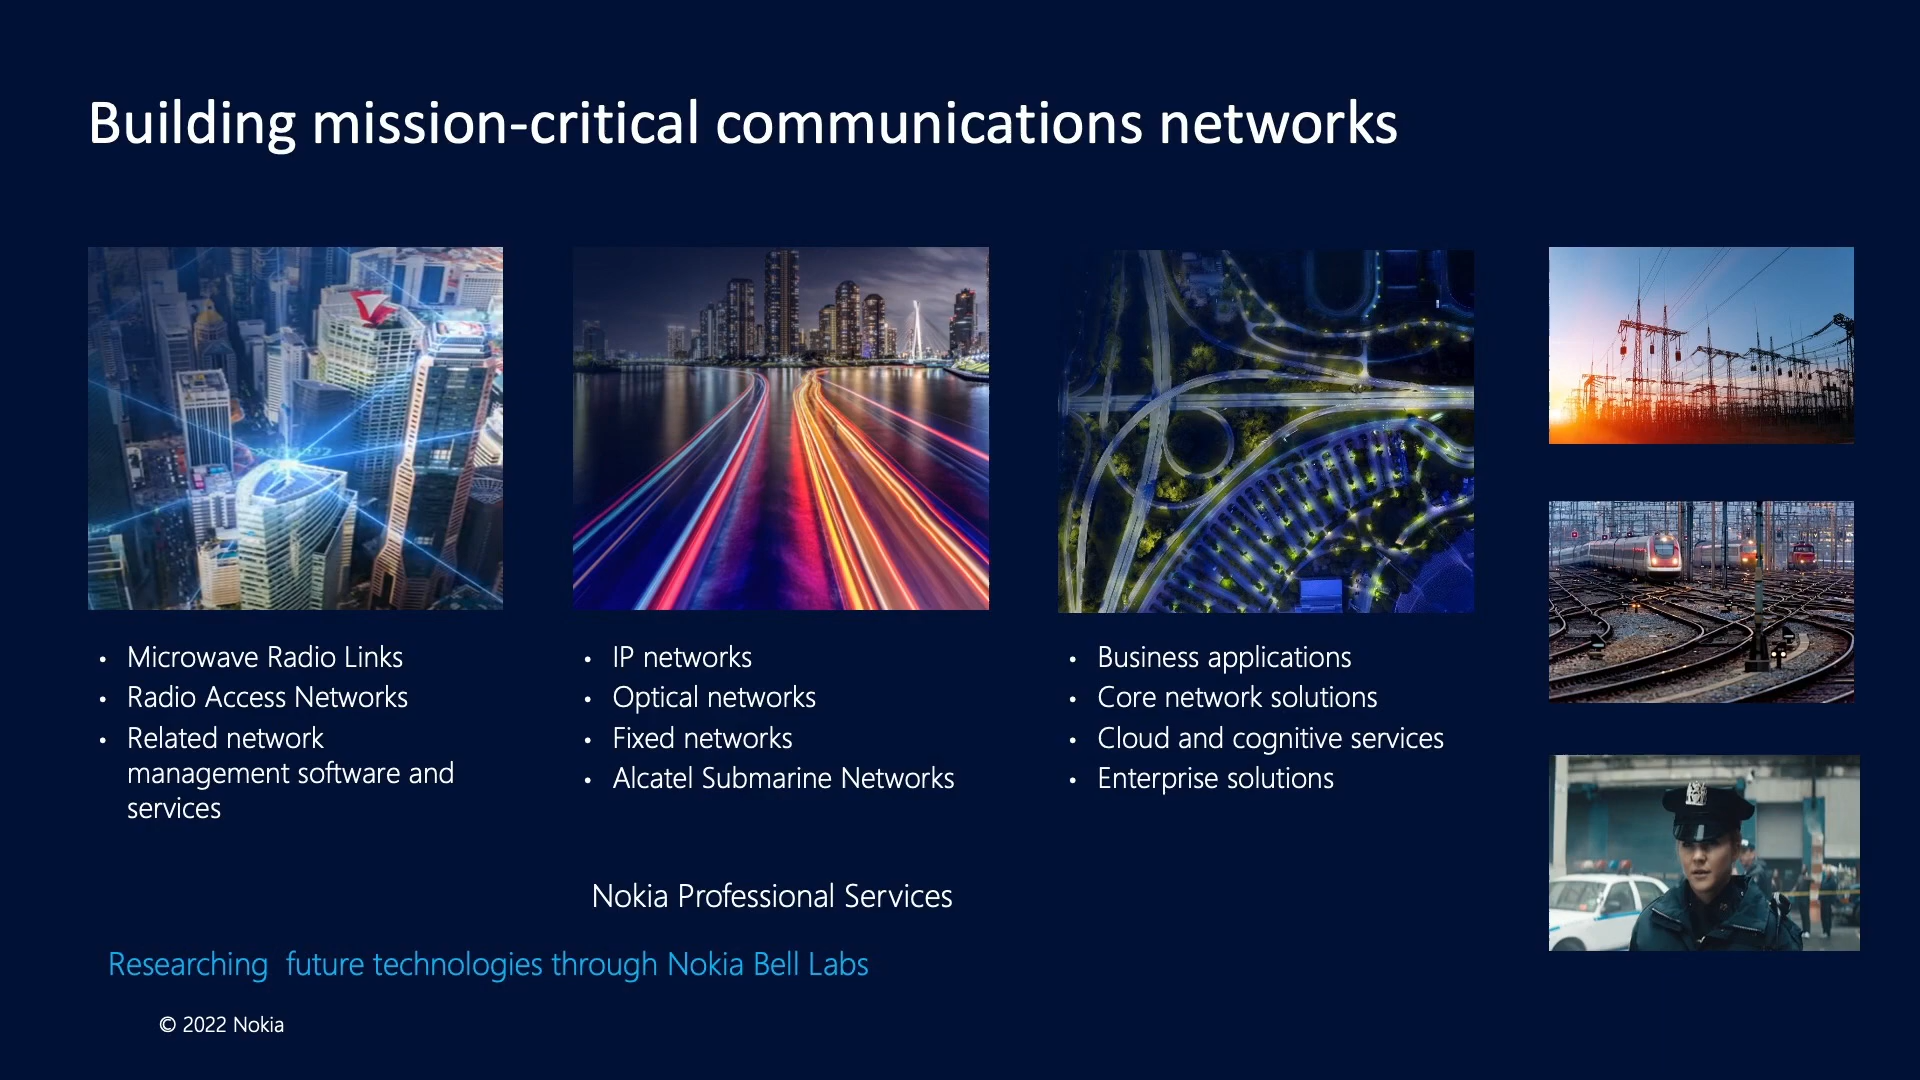 Building mission-critical communications networks
• Microwave Radio Links
• Radio Access Networks
• Related network
management software and
services
• IP networks
• Optical networks
• Fixed networks
• Alcatel Submarine Networks
• Business applications
• Core network solutions
• Cloud and cognitive services
• Enterprise solutions
Nokia Professional Services
Researching  future technologies through Nokia Bell Labs
© 2022 Nokia